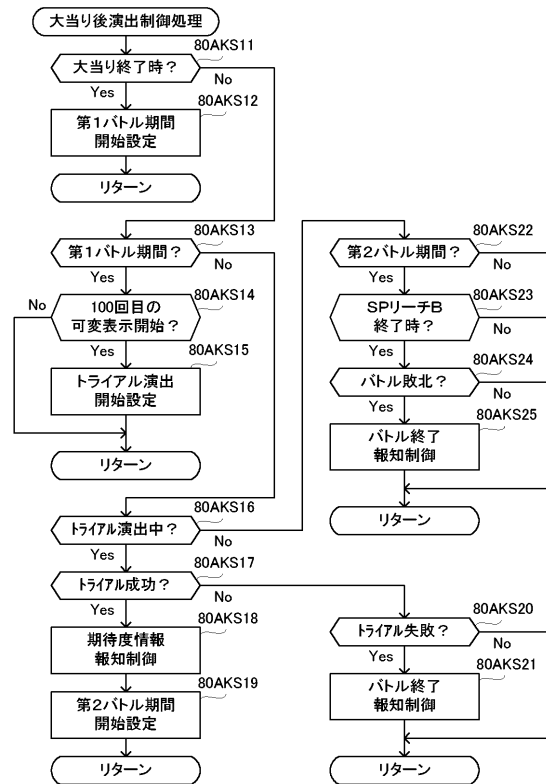 大当り後演出制御処理
80AKS11
大当り終了時？
No
Yes
80AKS12
第1バトル期間
開始設定
リターン
80AKS13
第1バトル期間？
No
Yes
80AKS14
No
100回目の
可変表示開始？
Yes
80AKS15
トライアル演出
開始設定
リターン
80AKS16
トライアル演出中？
No
Yes
80AKS17
トライアル成功？
No
Yes
80AKS18
期待度情報
報知制御
80AKS19
第2バトル期間
開始設定
リターン
80AKS22
第2バトル期間？
No
Yes
80AKS23
SPリーチB
終了時？
No
Yes
80AKS24
バトル敗北？
No
Yes
80AKS25
バトル終了
報知制御
リターン
80AKS20
トライアル失敗？
No
Yes
80AKS21
バトル終了
報知制御
リターン